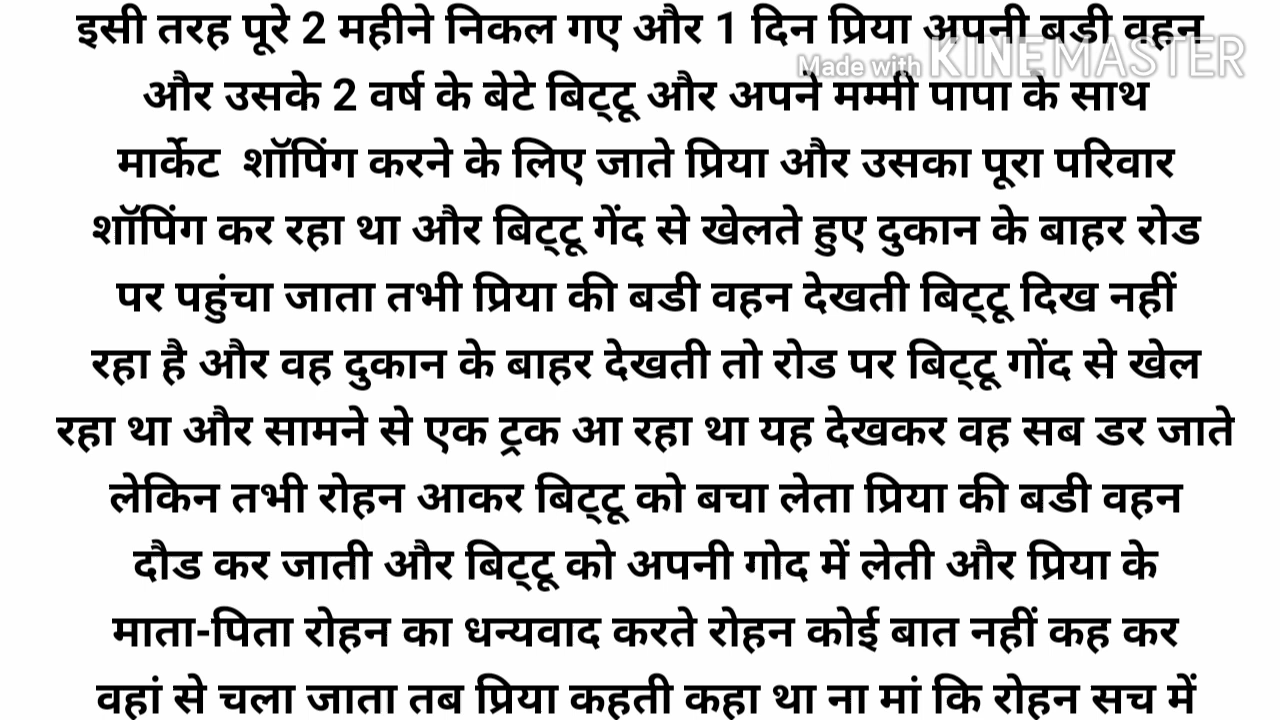 इसी तरह पूरे 2 महीने निकल गए और 1 दिन प्रिया अपनी बडी वहन
Made with KINEMASTER
और उसके 2 वर्ष के बेटे बिट्टू और अपने मम्मी पापा के साथ
मार्केट शॉपिंग करने के लिए जाते प्रिया और उसका पूरा परिवार
शॉपिंग कर रहा था और बिट्टू गेंद से खेलते हुए दुकान के बाहर रोड
पर पहुंचा जाता तभी प्रिया की बडी वहन देखती बिट्टू दिख नहीं
रहा है और वह दुकान के बाहर देखती तो रोड पर बिट्टू गोंद से खेल
रहा था और सामने से एक ट्रक आ रहा था यह देखकर वह सब डर जाते
लेकिन तभी रोहन आकर बिट्टू को बचा लेता प्रिया की बडी वहन
दौड कर जाती और बिट्टू को अपनी गोद में लेती और प्रिया के
माता-पिता रोहन का धन्यवाद करते रोहन कोई बात नहीं कह कर
वहां से चला जाता तब प्रिया कहती कहा था ना मां कि रोहन सच में